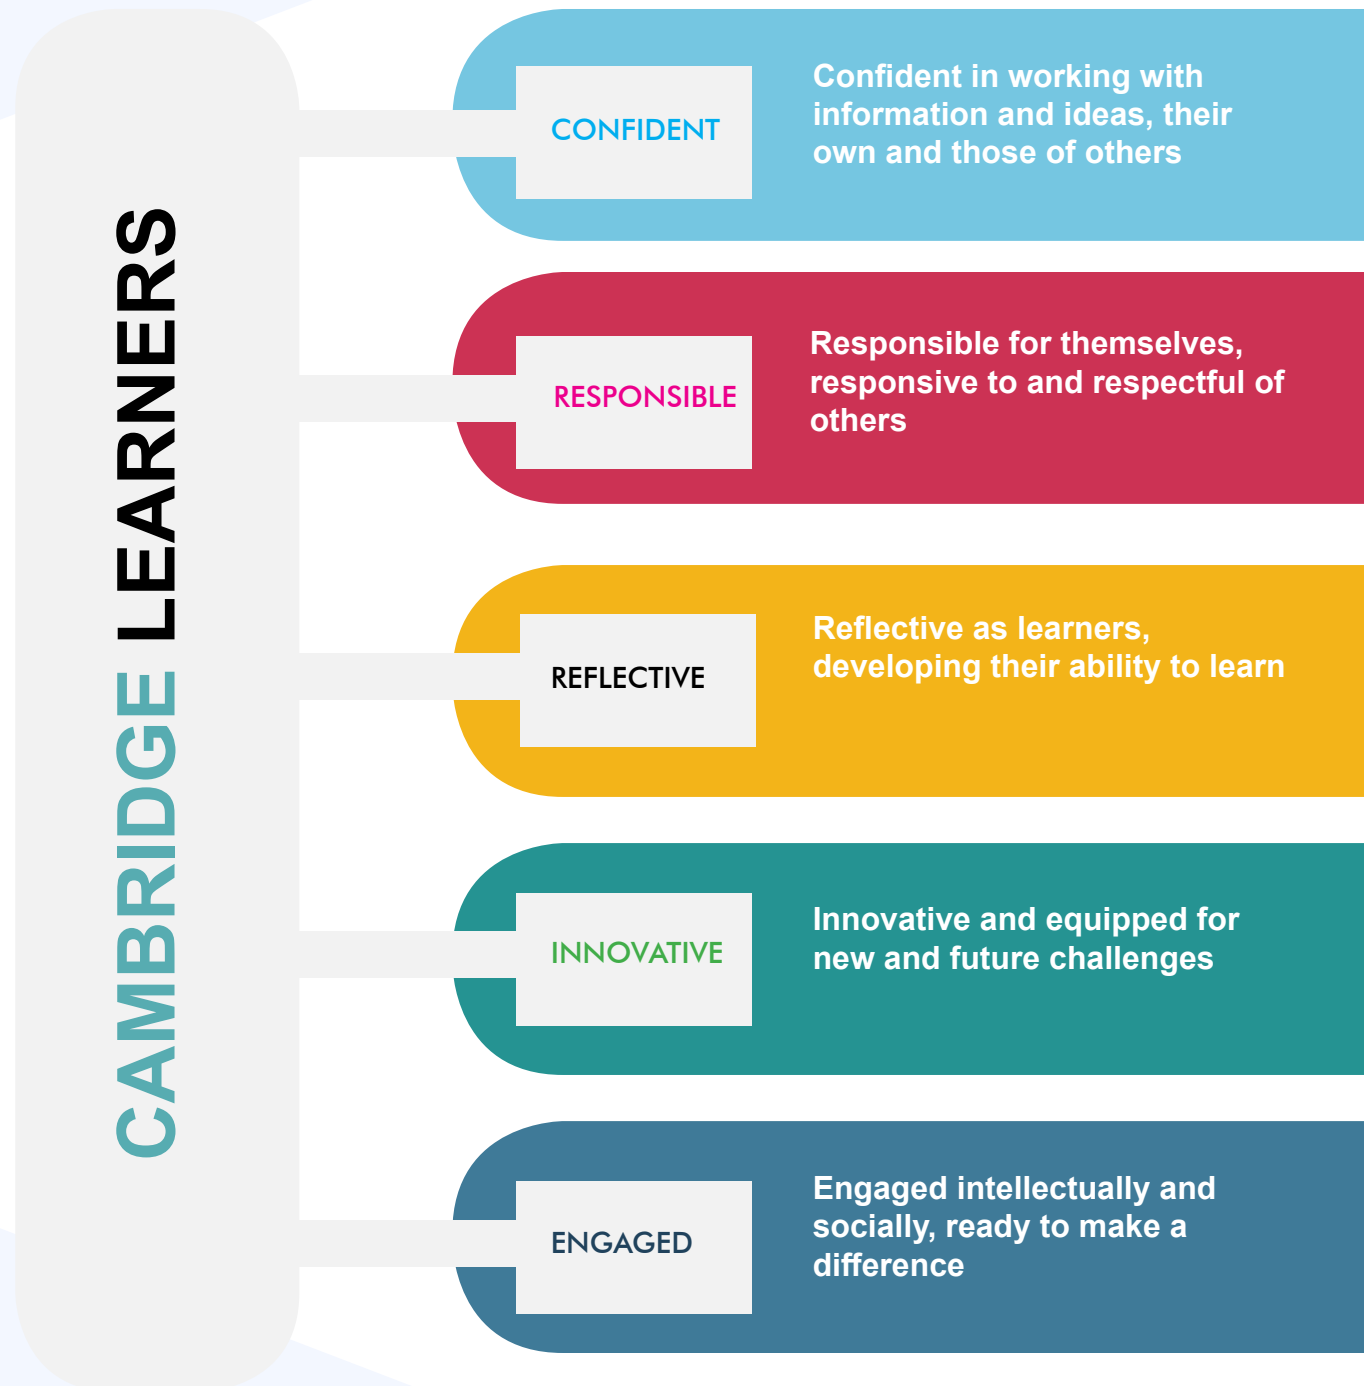 CAMBRIDGE LEARNERS
CONFIDENT
Confident in working with
information and ideas, their
own and those of others
RESPONSIBLE
Responsible for themselves,
responsive to and respectful of
others
REFLECTIVE
Reflective as learners,
developing their ability to learn
INNOVATIVE
Innovative and equipped for
new and future challenges
ENGAGED
Engaged intellectually and
socially, ready to make a
difference